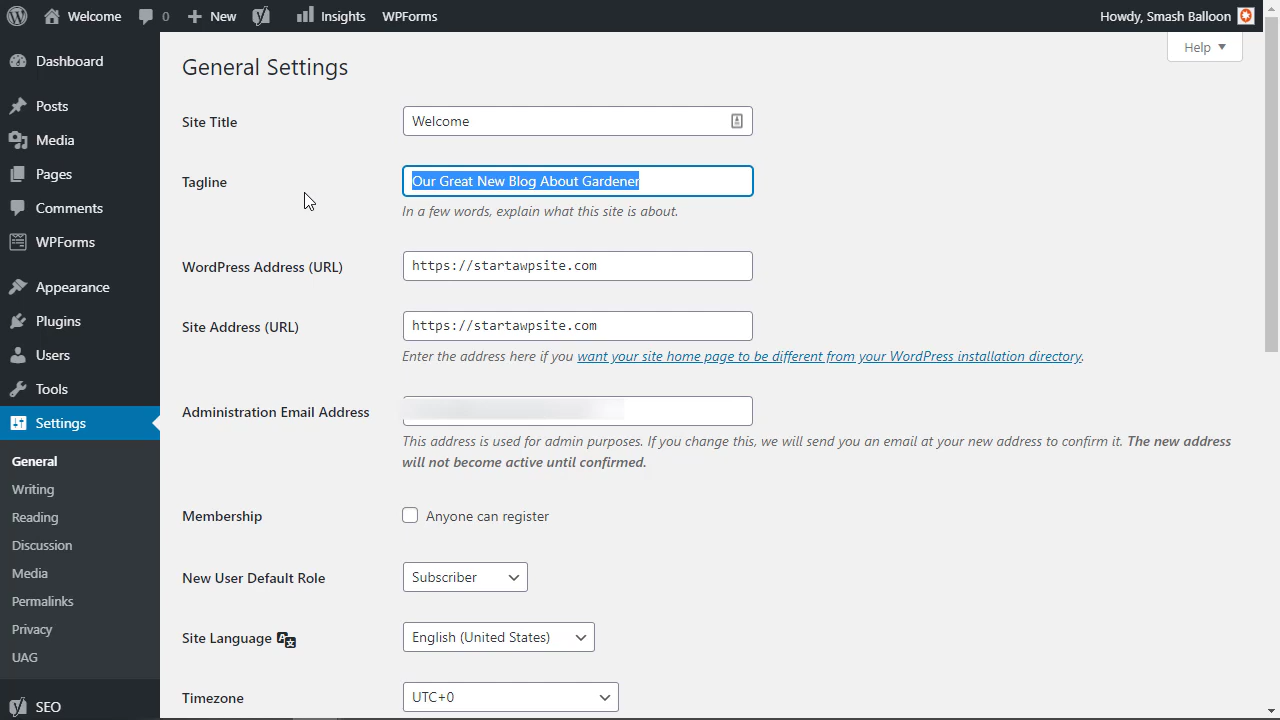 Welcome 0 New Insights WPForms Howdy, Smash Balloon
Help
Dashboard
Posts
Media
Pages
Comments
WPForms
Appearance
Plugins
Users
Tools
Settings
General
Writing
Reading
Discussion
Media
Permalinks
Privacy
UAG
SEO
General Settings
Site Title Welcome
Tagline Our Great New Blog About Gardener
In a few words, explain what this site is about.
WordPress Address (URL) https://startawpsite.com
Site Address (URL) https://startawpsite.com
Enter the address here if you want your site home page to be different from your WordPress installation directory.
Administration Email Address
This address is used for admin purposes. If you change this, we will send you an email at your new address to confirm it. The new address
will not become active until confirmed.
Membership Anyone can register
New User Default Role Subscriber
Site Language English (United States)
Timezone UTC+0